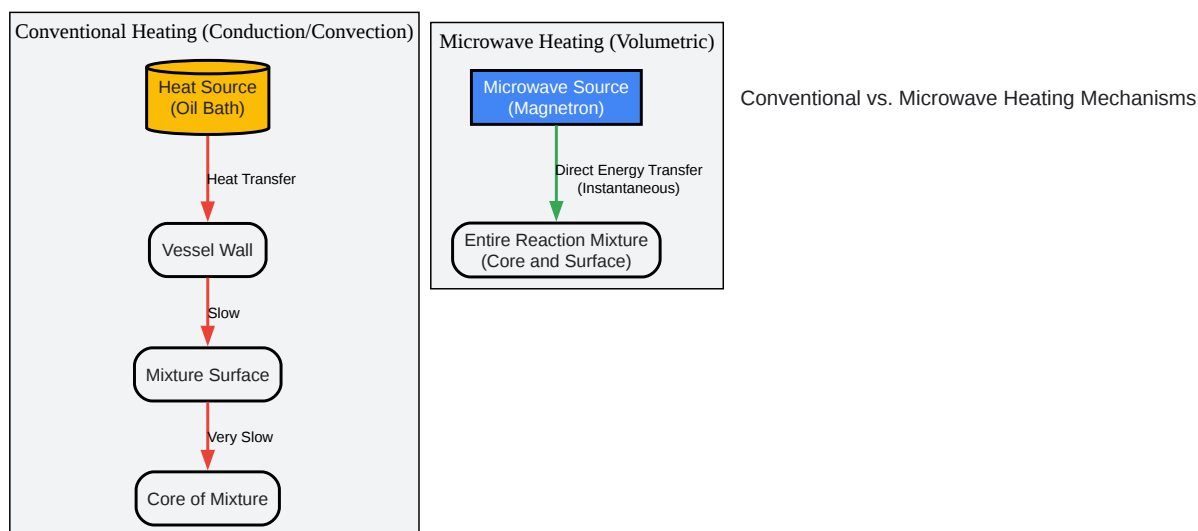 Conventional Heating (Conduction/Convection)
Heat Source
(Oil Bath)
Heat Transfer
Vessel Wall
Slow
Mixture Surface
Very Slow
Core of Mixture
Microwave Heating (Volumetric)
Microwave Source
(Magnetron)
Direct Energy Transfer
(Instantaneous)
Entire Reaction Mixture
(Core and Surface)
Conventional vs. Microwave Heating Mechanisms